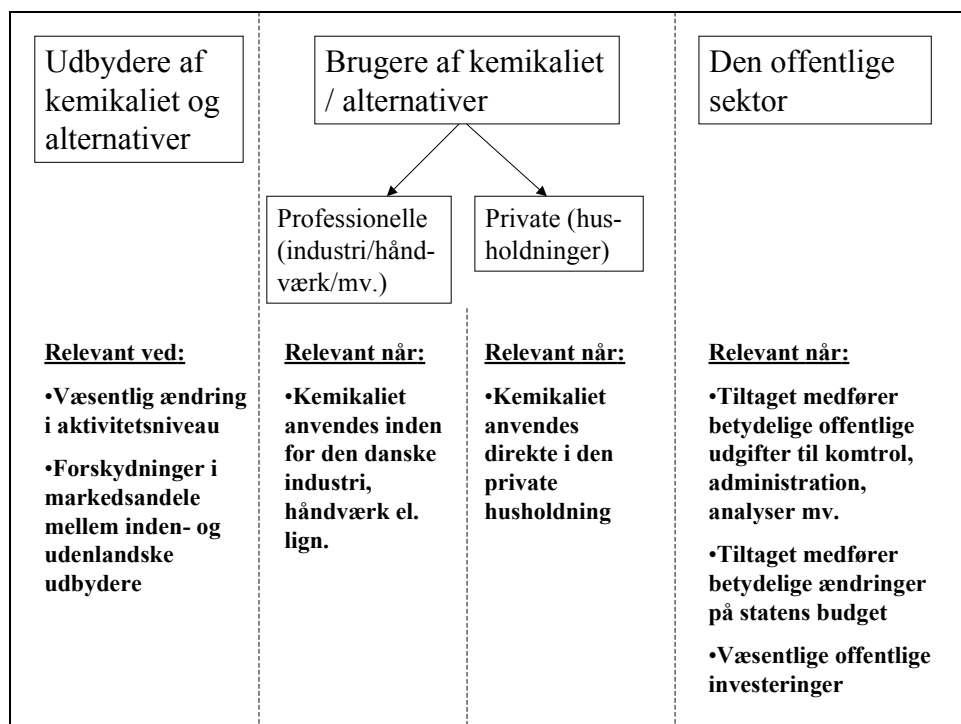 Udbydere af
kemikaliet og
alternativer
Brugere af kemikaliet
/ alternativer
Den offentlige
sektor
Professionelle
(industri/hånd-
værk/mv.)
Private (hus-
holdninger)
Relevant ved:
•Væsentlig ændring
i aktivitetsniveau
•Forskydninger i
markedsandele
mellem inden- og
udenlandske
udbydere
Relevant når:
•Kemikaliet
anvendes inden
for den danske
industri,
håndværk el.
lign.
Relevant når:
•Kemikaliet
anvendes
direkte i den
private
husholdning
Relevant når:
•Tiltaget medfører
betydelige offentlige
udgifter til komtrol,
administration,
analyser mv.
•Tiltaget medfører
betydelige ændringer
på statens budget
•Væsentlige offentlige
investeringer